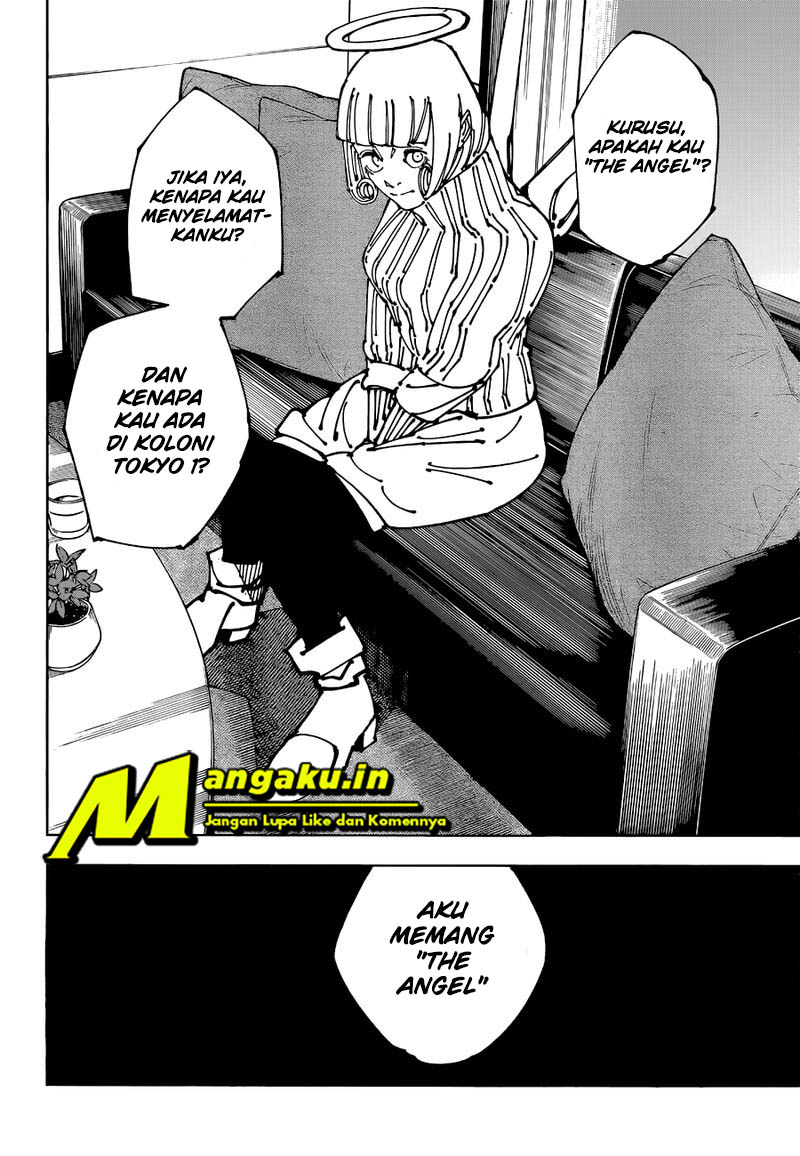 KURUSU,
APAKAH KAU
"THE ANGEL"?
JIKA IYA,
KENAPA KAU
MENYELAMAT-
KANKU?
DAN
KENAPA
KAU ADA
DI KOLONI
TOKYO 1?
Mangaku.in
Jangan Lupa Like dan Komennya
AKU
MEMANG
"THE
ANGEL"